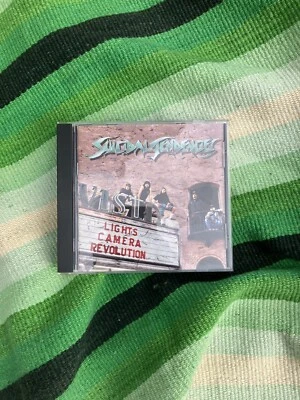 SUICIDAL TENDENCIES
LIGHTS
CAMERA
REVOLUTION